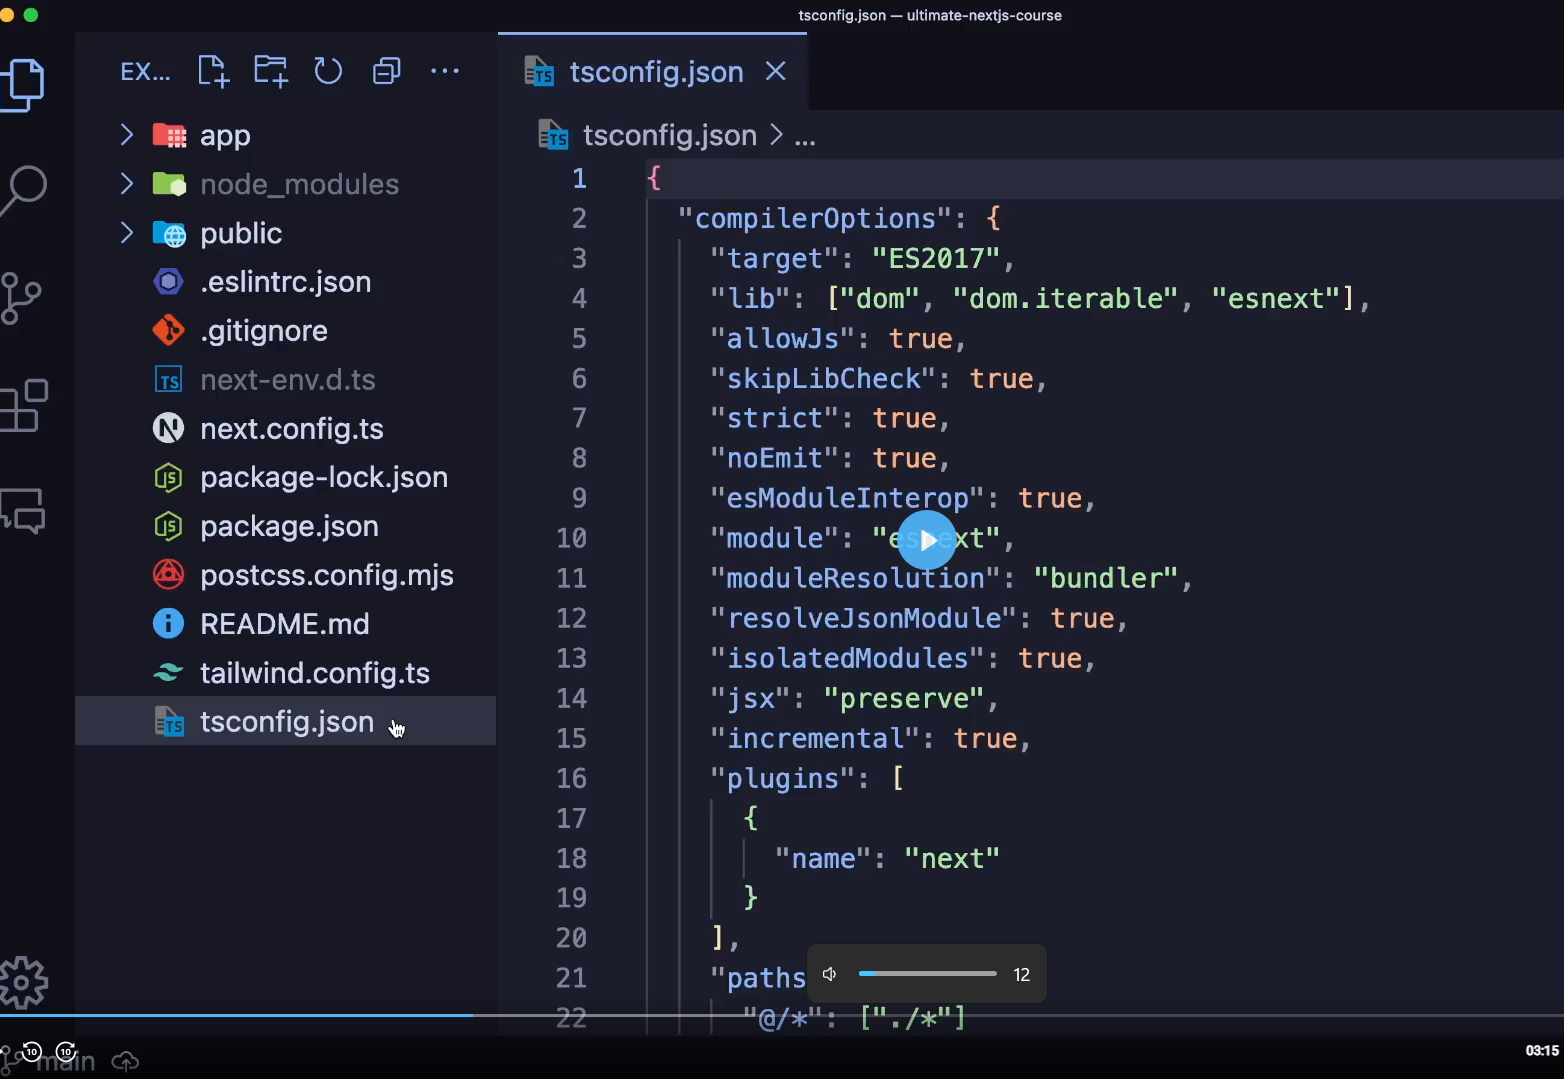 tsconfig.json — ultimate-nextjs-course
EX...
app
node_modules
public
.eslintrc.json
.gitignore
next-env.d.ts
next.config.ts
package-lock.json
package.json
postcss.config.mjs
README.md
tailwind.config.ts
tsconfig.json
tsconfig.json
tsconfig.json > ...
1 {
2 "compilerOptions": {
3 "target": "ES2017",
4 "lib": ["dom", "dom.iterable", "esnext"],
5 "allowJs": true,
6 "skipLibCheck": true,
7 "strict": true,
8 "noEmit": true,
9 "esModuleInterop": true,
10 "module": "esnext",
11 "moduleResolution": "bundler",
12 "resolveJsonModule": true,
13 "isolatedModules": true,
14 "jsx": "preserve",
15 "incremental": true,
16 "plugins": [
17 {
18 "name": "next"
19 }
20 ],
21 "paths
22 "@/*": ["./*"]
12
10 10
main
03:15